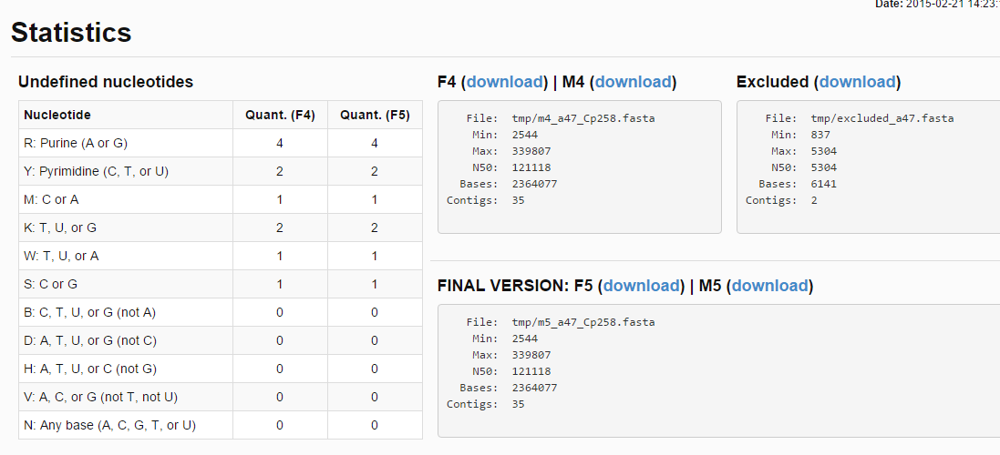 Date: 2015-02-21 14:23:
Statistics
Undefined nucleotides
Nucleotide Quant. (F4) Quant. (F5)
R: Purine (A or G) 4 4
Y: Pyrimidine (C, T, or U) 2 2
M: C or A 1 1
K: T, U, or G 2 2
W: T, U, or A 1 1
S: C or G 1 1
B: C, T, U, or G (not A) 0 0
D: A, T, U, or G (not C) 0 0
H: A, T, U, or C (not G) 0 0
V: A, C, or G (not T, not U) 0 0
N: Any base (A, C, G, T, or U) 0 0
F4 (download) | M4 (download)
File: tmp/m4_a47_Cp258.fasta
Min: 2544
Max: 339807
N50: 121118
Bases: 2364077
Contigs: 35
Excluded (download)
File: tmp/excluded_a47.fasta
Min: 837
Max: 5304
N50: 5304
Bases: 6141
Contigs: 2
FINAL VERSION: F5 (download) | M5 (download)
File: tmp/m5_a47_Cp258.fasta
Min: 2544
Max: 339807
N50: 121118
Bases: 2364077
Contigs: 35